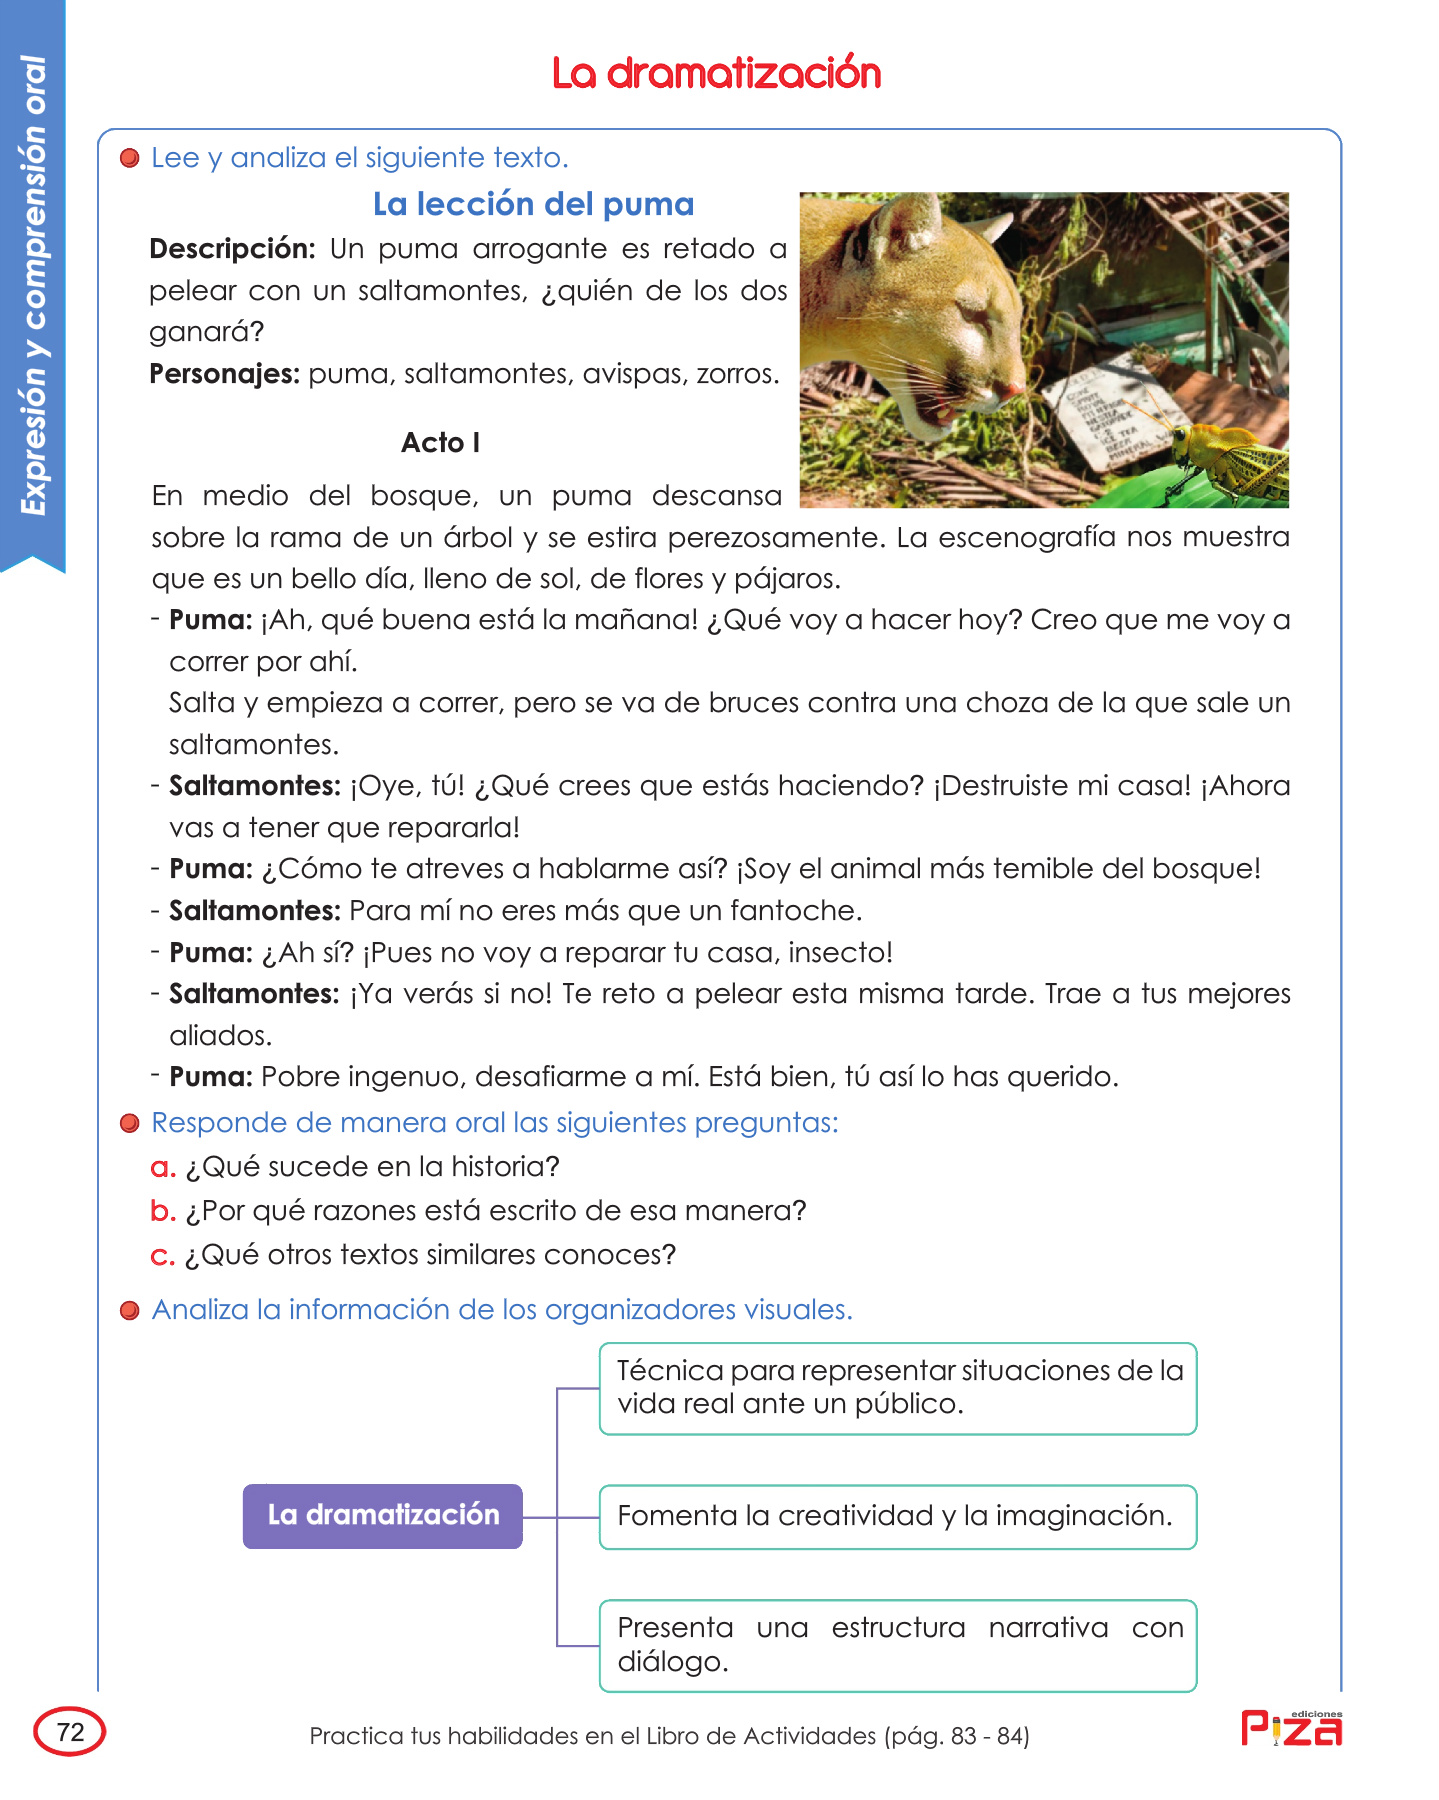 Expresión y comprensión oral
La dramatización
Lee y analiza el siguiente texto.
La lección del puma
Descripción: Un puma arrogante es retado a
pelear con un saltamontes, ¿quién de los dos
ganará?
Personajes: puma, saltamontes, avispas, zorros.
Acto I
En medio del bosque, un puma descansa
sobre la rama de un árbol y se estira perezosamente. La escenografía nos muestra
que es un bello día, lleno de sol, de flores y pájaros.
- Puma: ¡Ah, qué buena está la mañana! ¿Qué voy a hacer hoy? Creo que me voy a
correr por ahí.
Salta y empieza a correr, pero se va de bruces contra una choza de la que sale un
saltamontes.
- Saltamontes: ¡Oye, tú! ¿Qué crees que estás haciendo? ¡Destruiste mi casa! ¡Ahora
vas a tener que repararla!
- Puma: ¿Cómo te atreves a hablarme así? ¡Soy el animal más temible del bosque!
- Saltamontes: Para mí no eres más que un fantoche.
- Puma: ¿Ah sí? ¡Pues no voy a reparar tu casa, insecto!
- Saltamontes: ¡Ya verás si no! Te reto a pelear esta misma tarde. Trae a tus mejores
aliados.
- Puma: Pobre ingenuo, desafiarme a mí. Está bien, tú así lo has querido.
Responde de manera oral las siguientes preguntas:
a. ¿Qué sucede en la historia?
b. ¿Por qué razones está escrito de esa manera?
c. ¿Qué otros textos similares conoces?
Analiza la información de los organizadores visuales.
Técnica para representar situaciones de la
vida real ante un público.
La dramatización
Fomenta la creatividad y la imaginación.
Presenta una estructura narrativa con
diálogo.
72
Practica tus habilidades en el Libro de Actividades (pág. 83 - 84)
ediciones
Piza